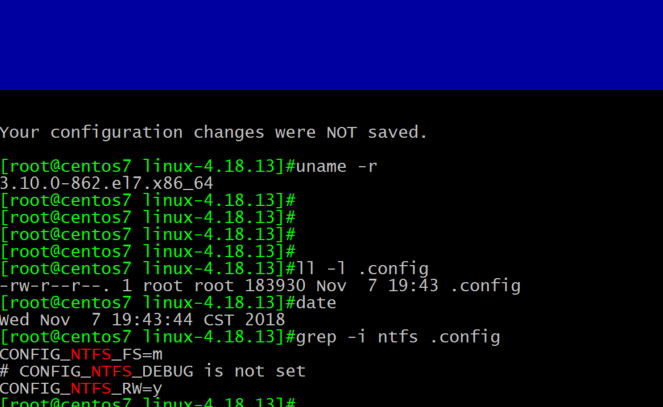 Your configuration changes were NOT saved.
[root@centos7 linux-4.18.13]#uname -r
3.10.0-862.el7.x86_64
[root@centos7 linux-4.18.13]#
[root@centos7 linux-4.18.13]#
[root@centos7 linux-4.18.13]#
[root@centos7 linux-4.18.13]#
[root@centos7 linux-4.18.13]#ll -l .config
-rw-r--r--. 1 root root 183930 Nov  7 19:43 .config
[root@centos7 linux-4.18.13]#date
Wed Nov  7 19:43:44 CST 2018
[root@centos7 linux-4.18.13]#grep -i ntfs .config
CONFIG_NTFS_FS=m
# CONFIG_NTFS_DEBUG is not set
CONFIG_NTFS_RW=y
[root@centos7 linux-4.18.13]#